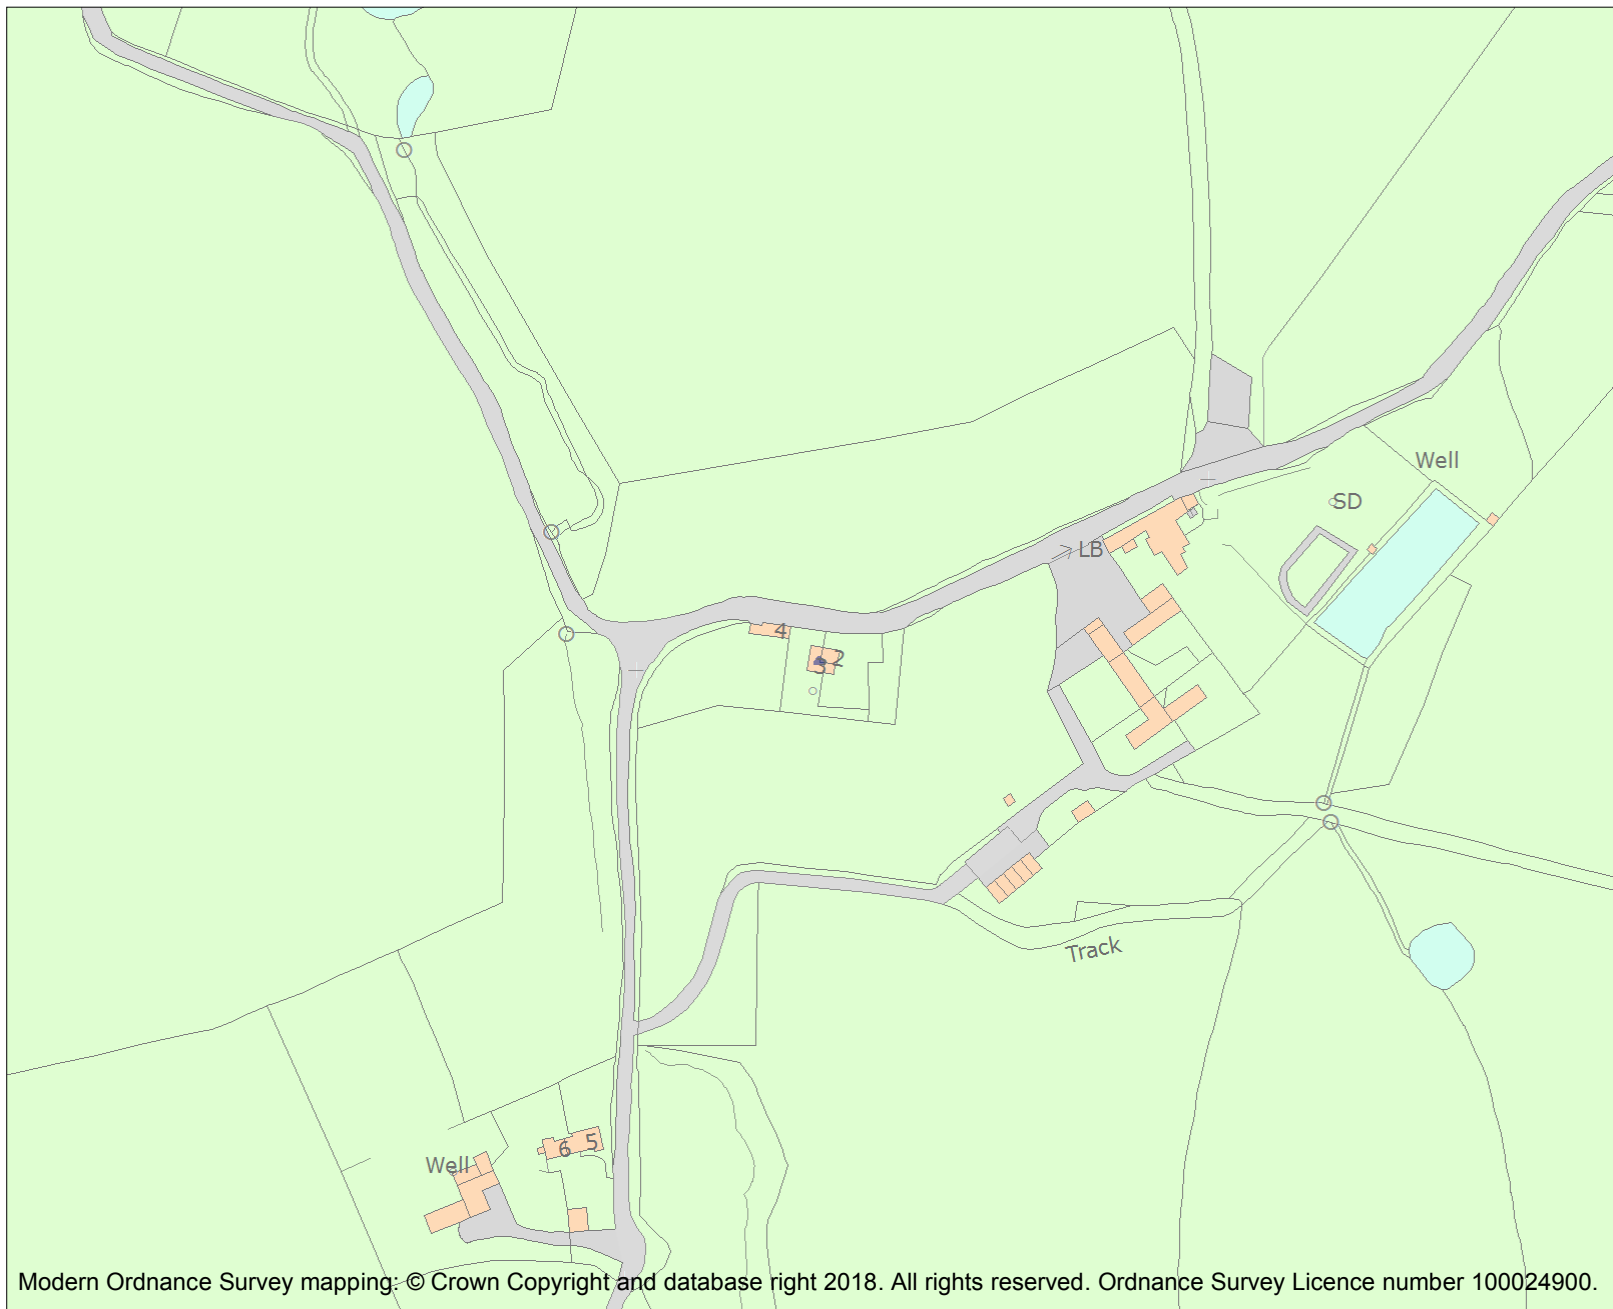 Well
SD
LB
4
2
3
Track
5
6
Well
Modern Ordnance Survey mapping: © Crown Copyright and database right 2018. All rights reserved. Ordnance Survey Licence number 100024900.